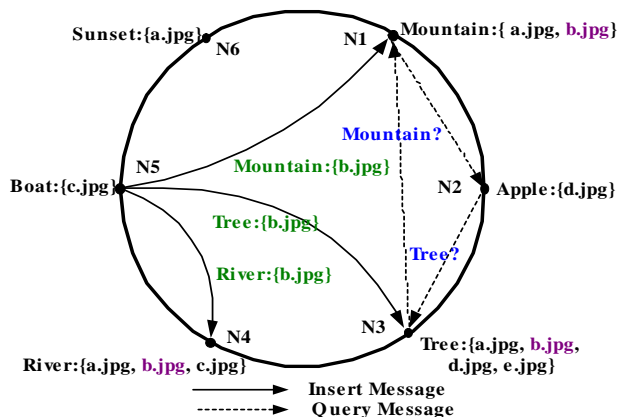 Sunset:{a.jpg}
N6
N1
Mountain:{ a.jpg, b.jpg}
Mountain?
N5
Mountain:{b.jpg}
Boat:{c.jpg}
N2
Apple:{d.jpg}
Tree:{b.jpg}
Tree?
River:{b.jpg}
N4
N3
Tree:{a.jpg, b.jpg,
d.jpg, e.jpg}
River:{a.jpg, b.jpg, c.jpg}
Insert Message
Query Message